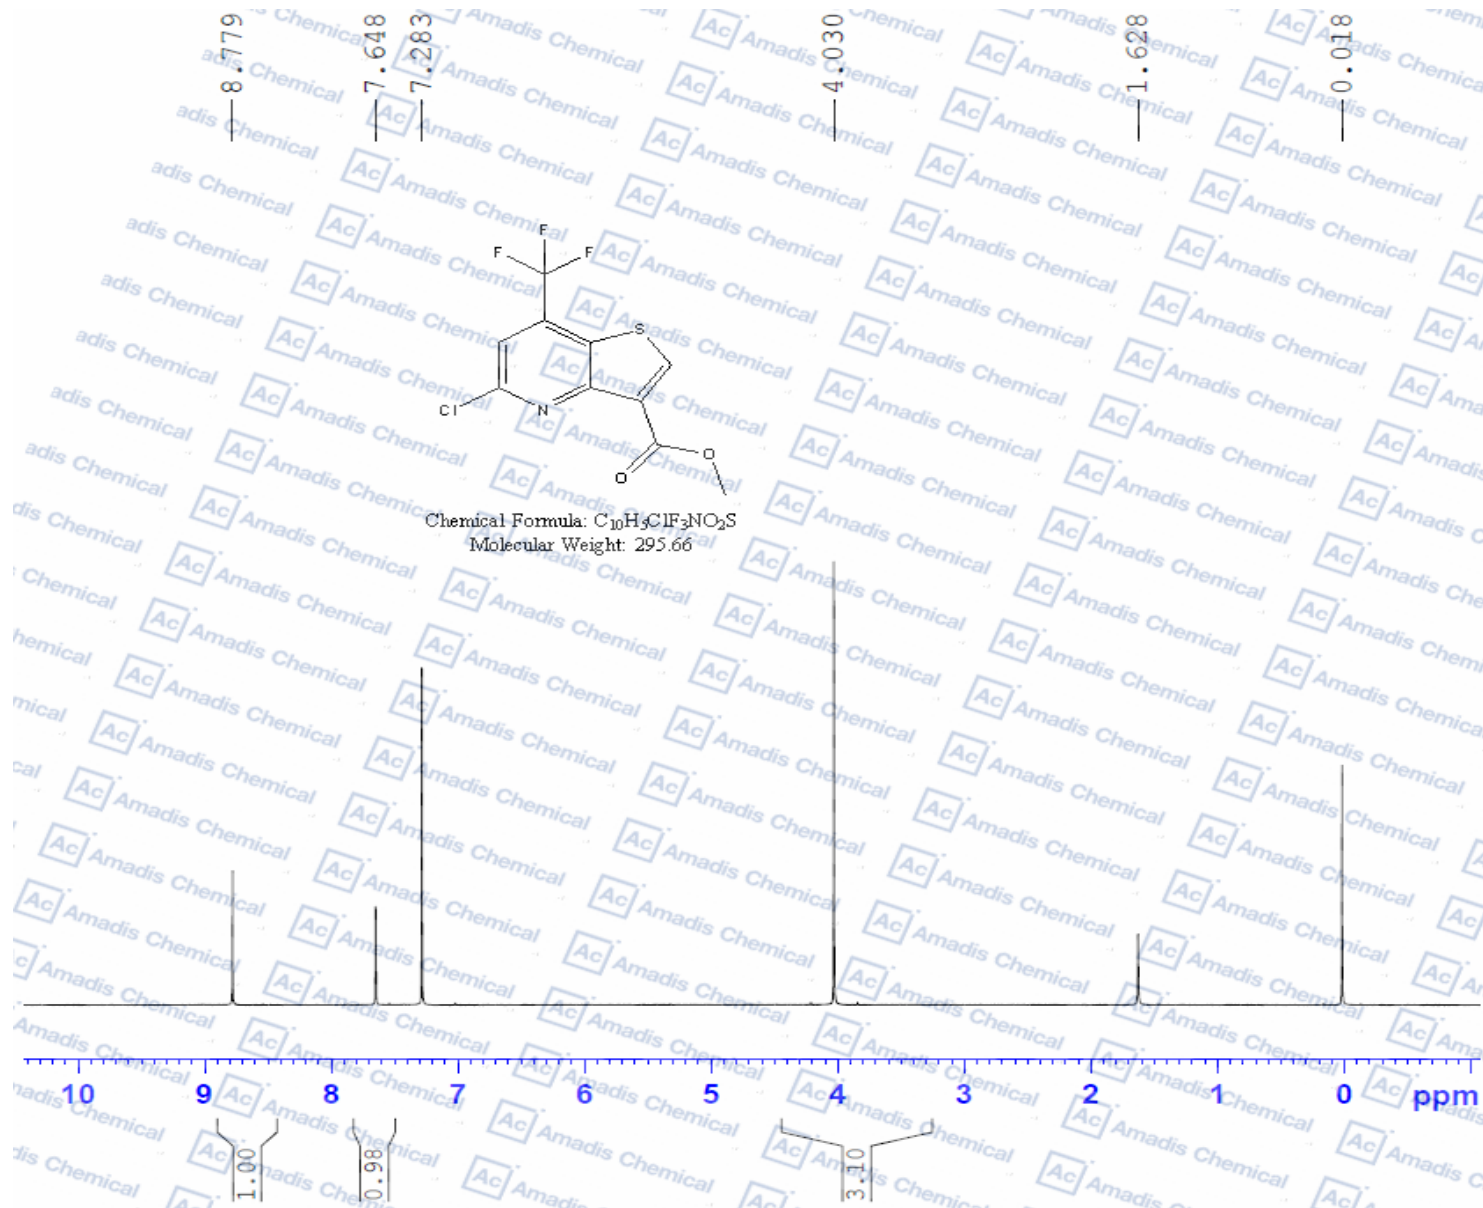 8.779
7.648
7.283
4.030
1.628
0.018
F
F
F
S
Cl
N
O
O
Chemical Formula: C₁₀H₅ClF₃NO₂S
Molecular Weight: 295.66
10 9 8 7 6 5 4 3 2 1 0 ppm
1.00
0.98
3.10
Ac Amadis Chemical